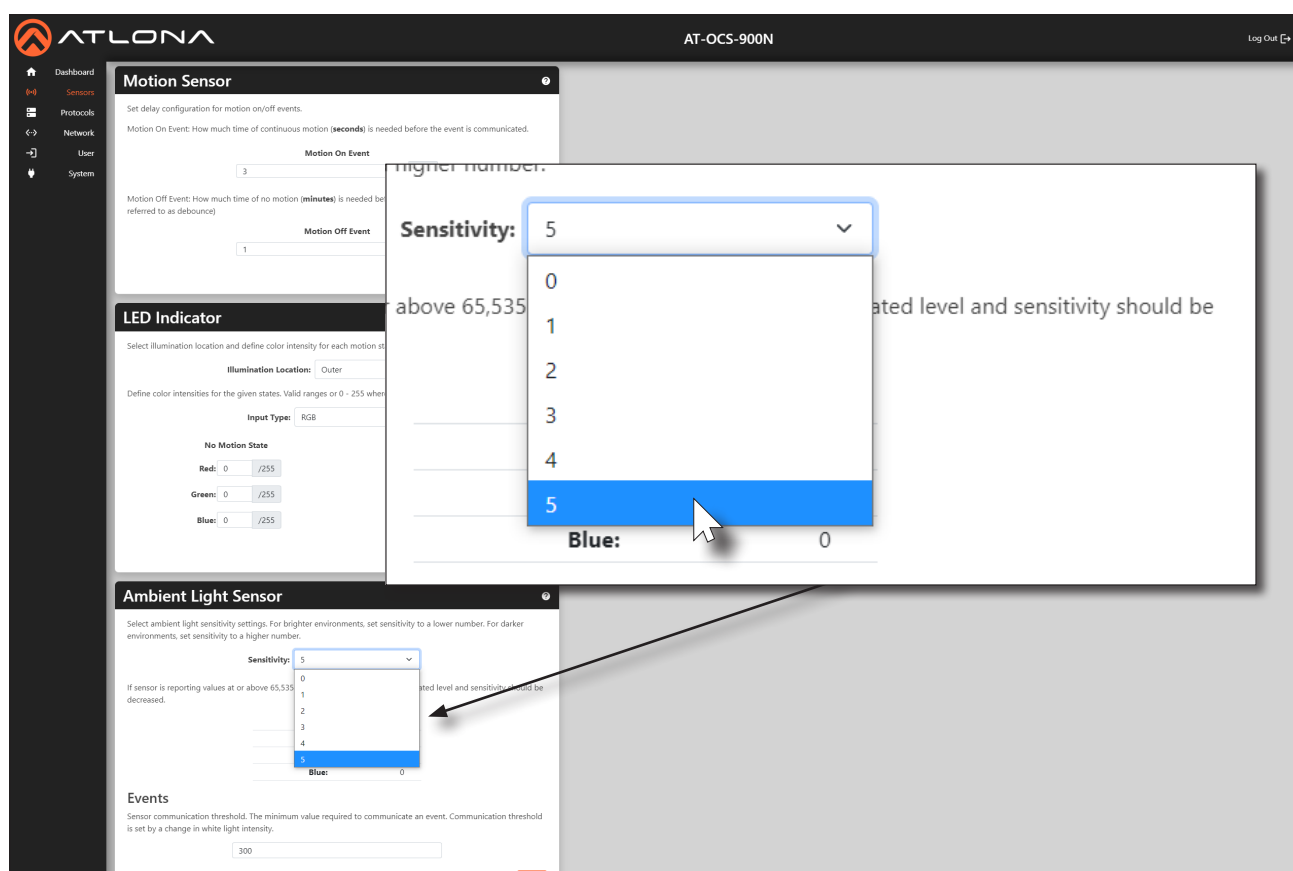 ATLONA
AT-OCS-900N
Log Out
Dashboard
Sensors
Protocols
Network
User
System
Motion Sensor
Set delay configuration for motion on/off events.
Motion On Event: How much time of continuous motion (seconds) is needed before the event is communicated.
Motion On Event
3
Motion Off Event: How much time of no motion (minutes) is needed
referred to as debounce)
Motion Off Event
1
LED Indicator
Select illumination location and define color intensity for each motion
Illumination Location: Outer
Define color intensities for the given states. Valid ranges or 0 - 255
Input Type: RGB
No Motion State
Red: 0 /255
Green: 0 /255
Blue: 0 /255
higher number.
Sensitivity: 5
0
above 65,535 ated level and sensitivity should be
1
2
3
4
5
Blue: 0
Ambient Light Sensor
Select ambient light sensitivity settings. For brighter environments, set sensitivity to a lower number. For darker
environments, set sensitivity to a higher number.
Sensitivity: 5
0
If sensor is reporting values at or above 65,535 ated level and sensitivity should be
decreased.
1
2
3
4
5
Blue: 0
Events
Sensor communication threshold. The minimum value required to communicate an event. Communication threshold
is set by a change in white light intensity.
300